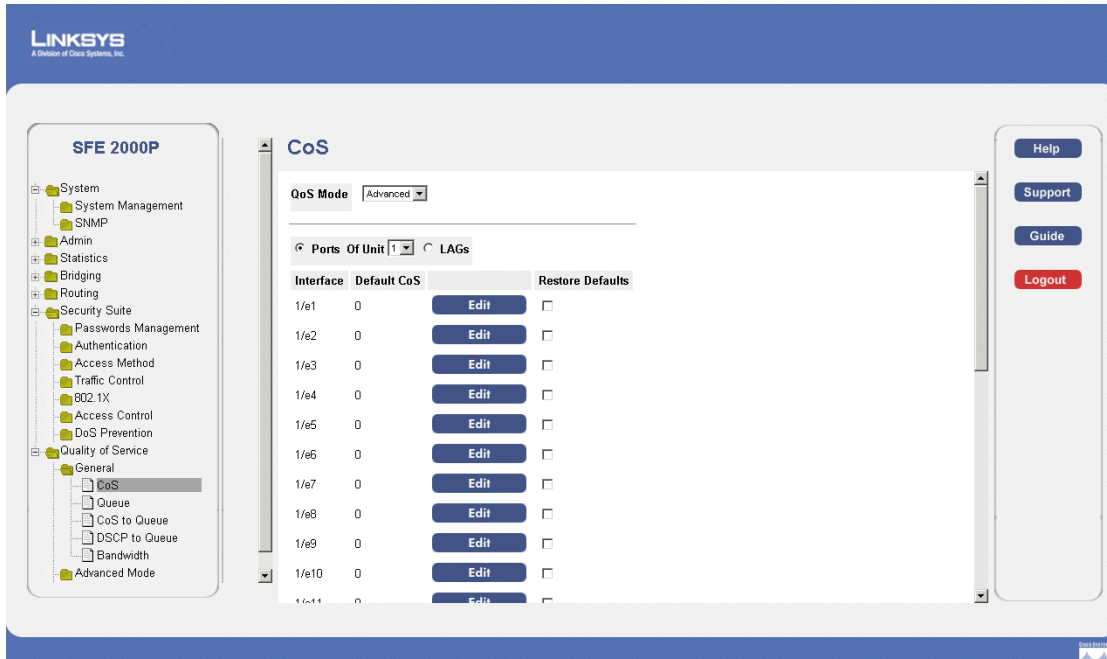 LINKSYS
A Division of Cisco Systems, Inc.
SFE 2000P
System
System Management
SNMP
Admin
Statistics
Bridging
Routing
Security Suite
Passwords Management
Authentication
Access Method
Traffic Control
802.1X
Access Control
DoS Prevention
Quality of Service
General
CoS
Queue
CoS to Queue
DSCP to Queue
Bandwidth
Advanced Mode
CoS
QoS Mode Advanced
Ports Of Unit 1 LAGs
Interface Default CoS Restore Defaults
1/e1 0 Edit
1/e2 0 Edit
1/e3 0 Edit
1/e4 0 Edit
1/e5 0 Edit
1/e6 0 Edit
1/e7 0 Edit
1/e8 0 Edit
1/e9 0 Edit
1/e10 0 Edit
1/e11 0 Edit
Help
Support
Guide
Logout